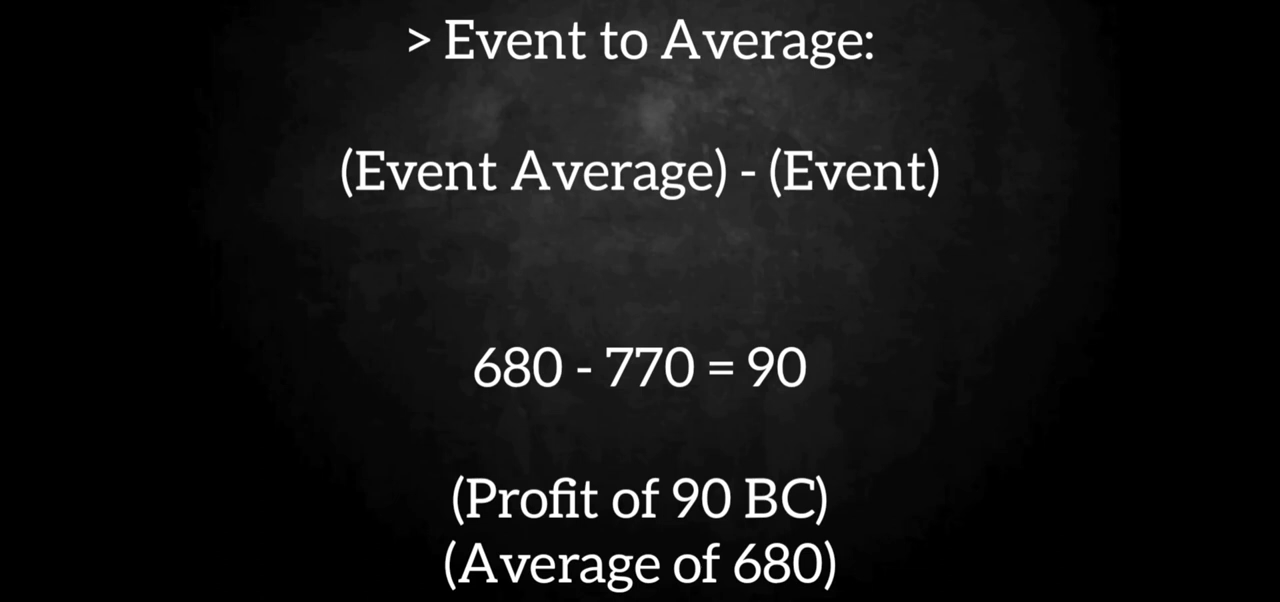 > Event to Average:
(Event Average) - (Event)
680 - 770 = 90
(Profit of 90 BC)
(Average of 680)